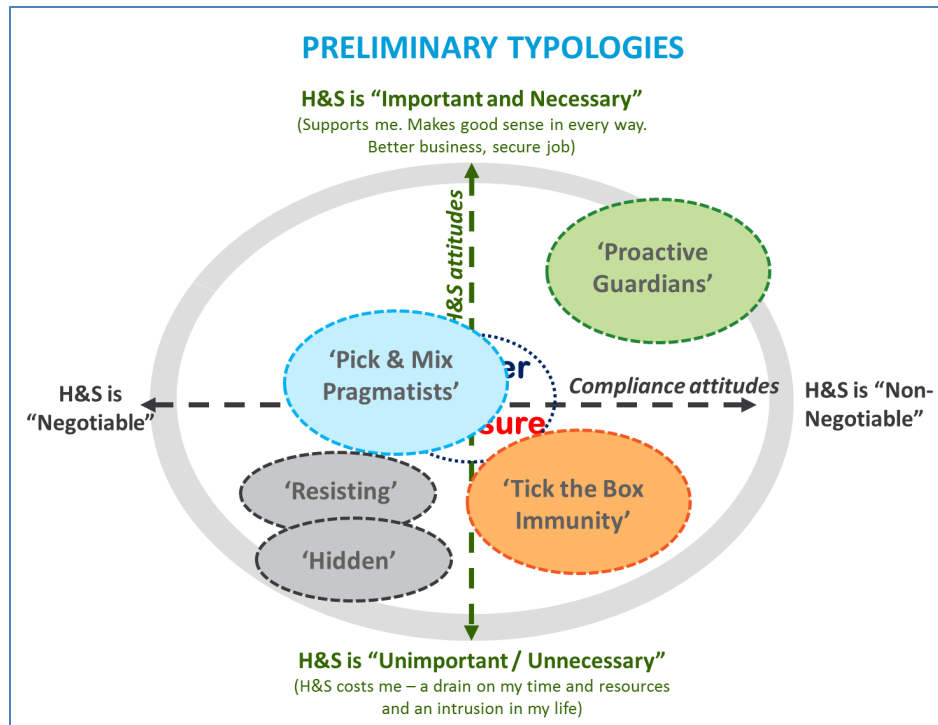 PRELIMINARY TYPOLOGIES
H&S is “Important and Necessary”
(Supports me. Makes good sense in every way.
Better business, secure job)
H&S attitudes
‘Proactive
Guardians’
‘Pick & Mix
Pragmatists’
Compliance attitudes
H&S is
“Negotiable”
H&S is “Non-
Negotiable”
‘Resisting’
‘Hidden’
‘Tick the Box
Immunity’
H&S is “Unimportant / Unnecessary”
(H&S costs me – a drain on my time and resources
and an intrusion in my life)